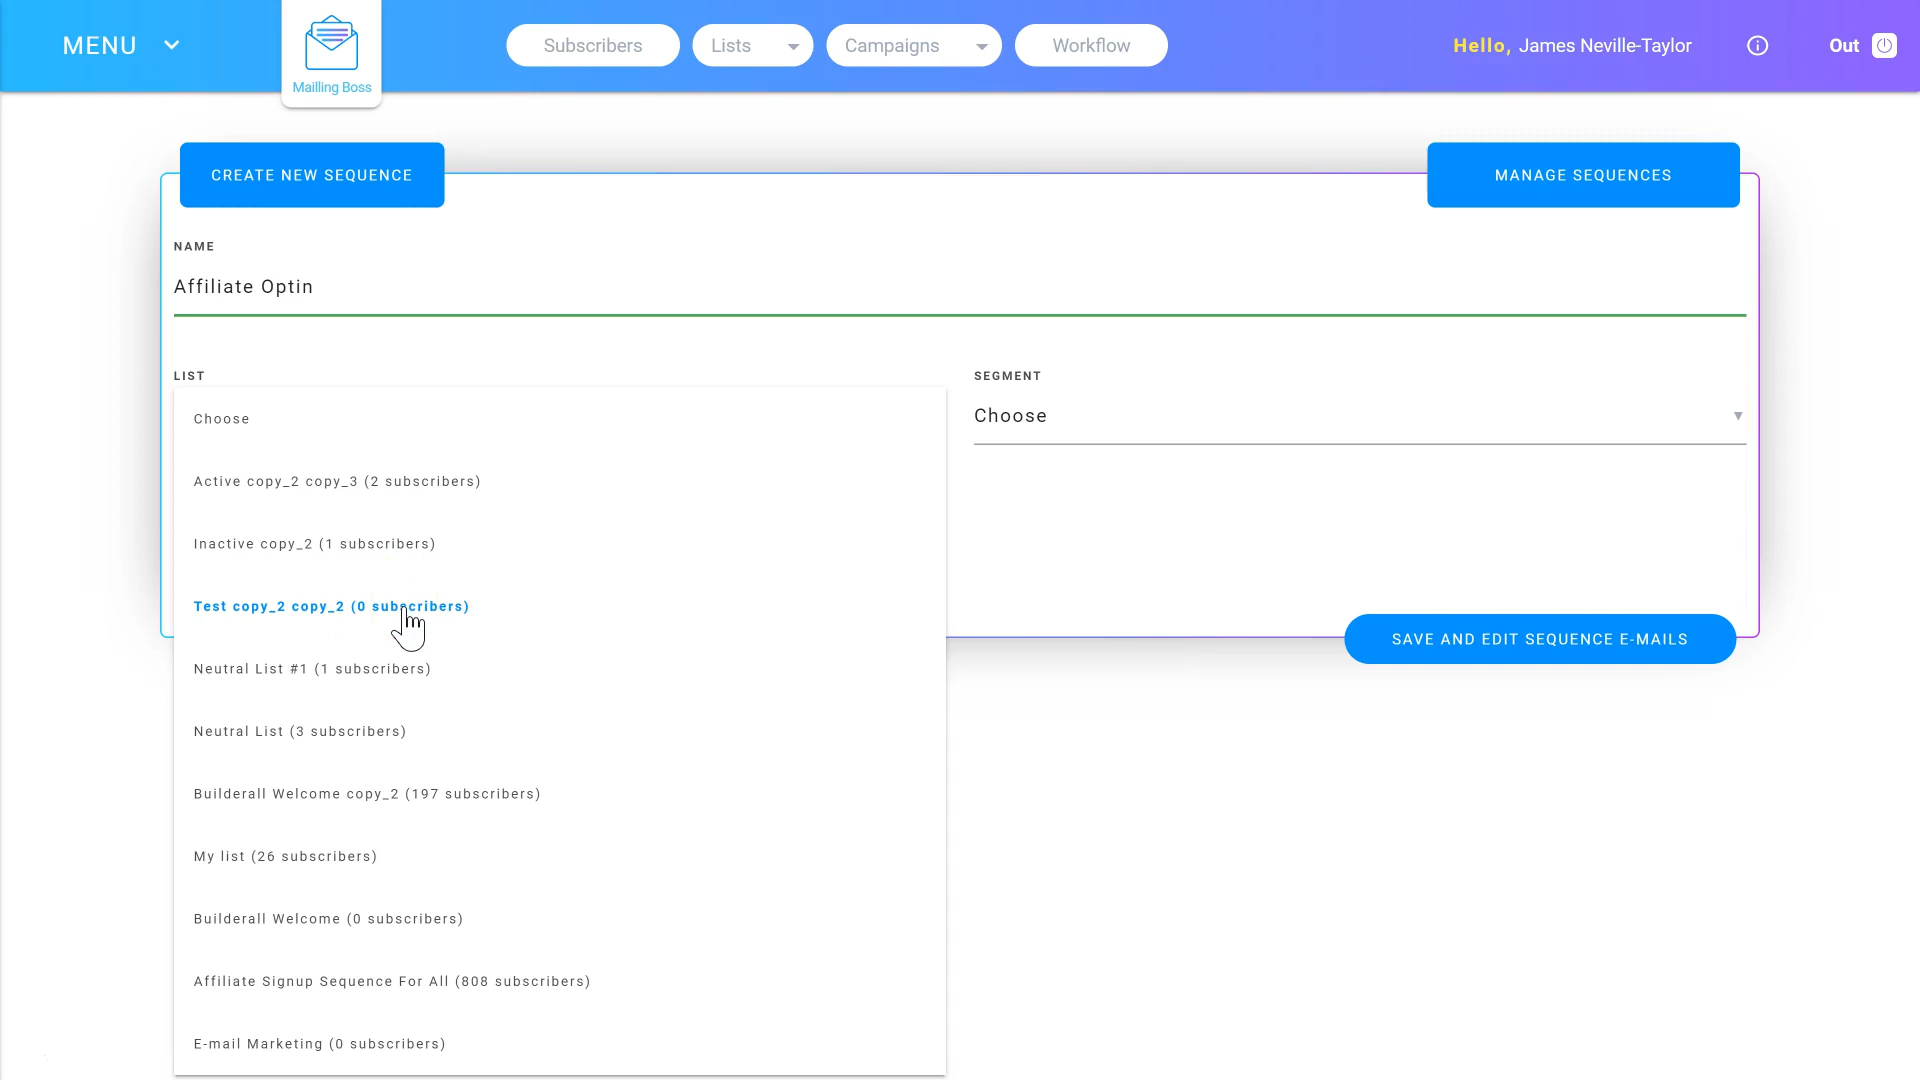 MENU
Mailling Boss
Subscribers
Lists
Campaigns
Workflow
Hello, James Neville-Taylor
Out
CREATE NEW SEQUENCE
MANAGE SEQUENCES
NAME
Affiliate Optin
LIST
SEGMENT
Choose
Choose
Active copy_2 copy_3 (2 subscribers)
Inactive copy_2 (1 subscribers)
Test copy_2 copy_2 (0 subscribers)
SAVE AND EDIT SEQUENCE E-MAILS
Neutral List #1 (1 subscribers)
Neutral List (3 subscribers)
Builderall Welcome copy_2 (197 subscribers)
My list (26 subscribers)
Builderall Welcome (0 subscribers)
Affiliate Signup Sequence For All (808 subscribers)
E-mail Marketing (0 subscribers)